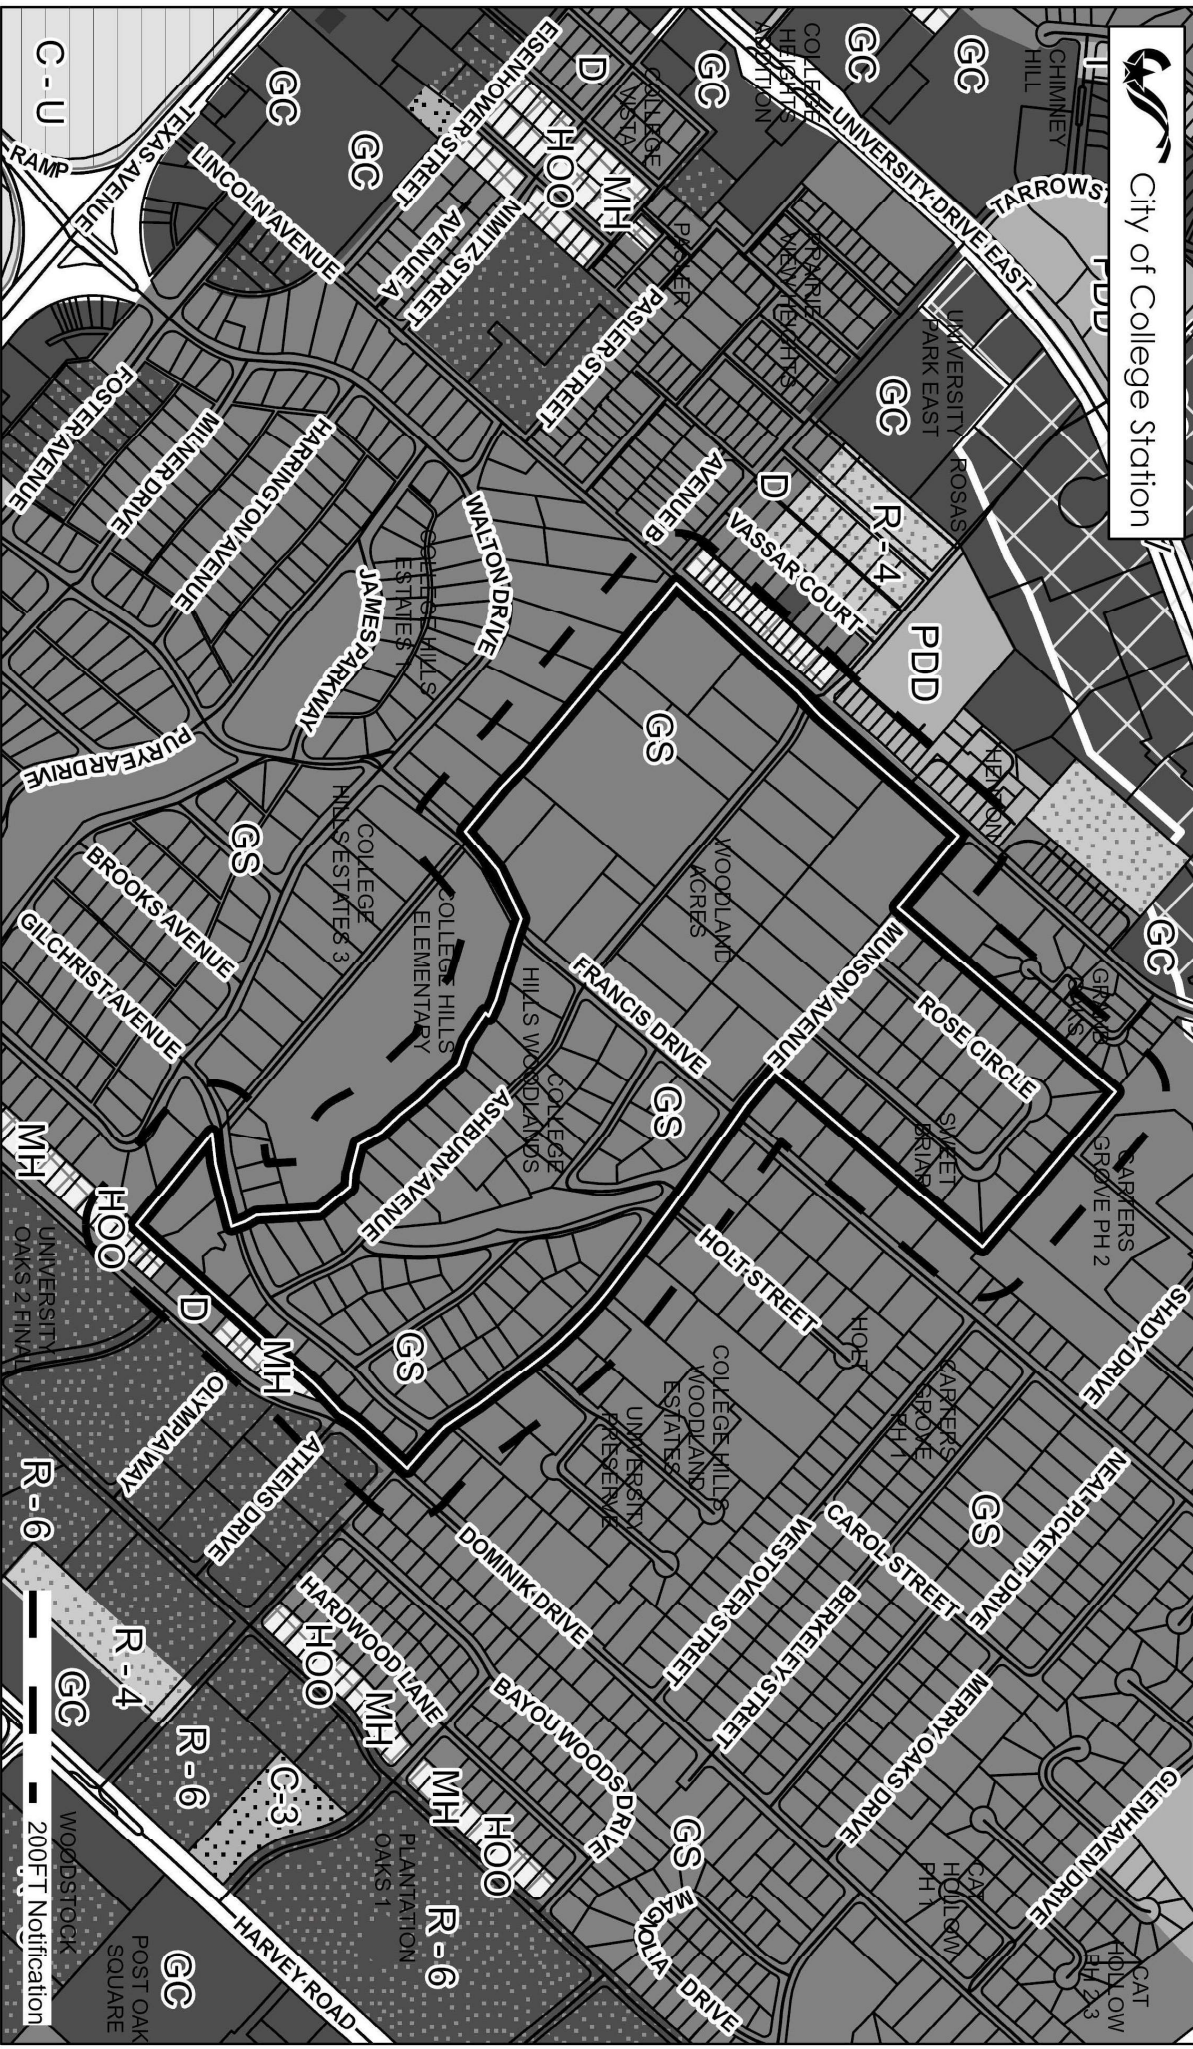 City of College Station
CHIMNEY
HILL
TARROW S
PDD
GC
GC
COLLEGE
HEIGHTS
ADDITION
UNIVERSITY DRIVE EAST
GC
D
COLLEGE
VISTA
EISENHOWER STREET
HOO
MH
GC
GC
C - U
TEXAS AVENUE
RAMP
LINCOLN AVENUE
AVENUE A
NIMITZ STREET
PASLER
PASLER STREET
PRAIRIE
VIEW HEIGHTS
UNIVERSITY
PARK EAST
GC
ROSAS
R - 4
D
VASSAR COURT
AVENUE B
PDD
HENTON
GC
FOSTER AVENUE
MILNER DRIVE
HARRINGTON AVENUE
WALTON DRIVE
COLLEGE HILLS
ESTATES 1
JAMES PARKWAY
PURYEAR DRIVE
GS
WOODLAND
ACRES
GS
COLLEGE
HILLS ESTATES 3
BROOKS AVENUE
GILCHRIST AVENUE
COLLEGE HILLS
ELEMENTARY
FRANCIS DRIVE
MUNSON AVENUE
ROSE CIRCLE
GRAND
OAKS
SWEET
BRIAR
CARTERS
GROVE PH 2
COLLEGE
HILLS WOODLANDS
GS
ASHBURN AVENUE
HOLT STREET
HOLT
SHADY DRIVE
MH
HOO
UNIVERSITY
OAKS 2 FINAL
D
MH
GS
COLLEGE HILLS
WOODLAND
ESTATES
UNIVERSITY
PRESERVE
CARTERS
GROVE
PH 1
GS
NEAL PICKETT DRIVE
CAROL STREET
WESTOVER STREET
BERKELEY STREET
DOMINIK DRIVE
OLYMPIA WAY
ATHENS DRIVE
R - 6
R - 4
GC
R - 6
C-3
HARDWOOD LANE
HOO
MH
MH
HOO
BAYOU WOODS DRIVE
MERRY OAKS DRIVE
GLENHAVEN DRIVE
GS
MAGNOLIA DRIVE
CAT
HOLLOW
PH 1
CAT
HOLLOW
PH 2,3
PLANTATION
OAKS 1
R - 6
HARVEY ROAD
WOODSTOCK
POST OAK
SQUARE
GC
200FT Notification